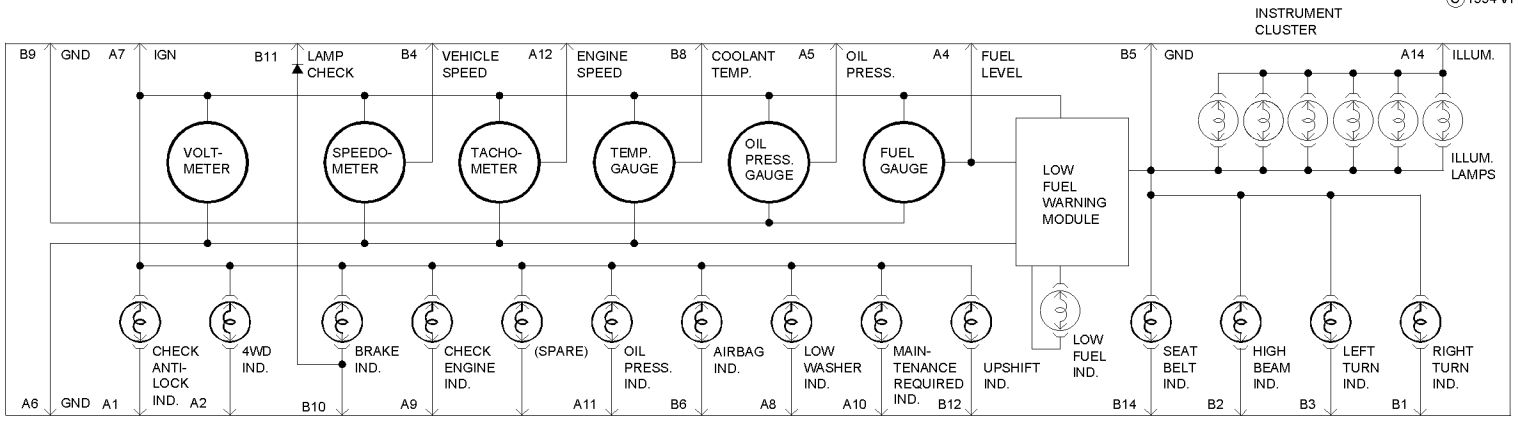 © 1994
INSTRUMENT
CLUSTER
B9 GND A7 IGN B11 LAMP
CHECK
B4 VEHICLE
SPEED
A12 ENGINE
SPEED
B8 COOLANT
TEMP.
A5 OIL
PRESS.
A4 FUEL
LEVEL
B5 GND
A14 ILLUM.
VOLT-
METER
SPEEDO-
METER
TACHO-
METER
TEMP.
GAUGE
OIL
PRESS.
GAUGE
FUEL
GAUGE
LOW
FUEL
WARNING
MODULE
ILLUM.
LAMPS
CHECK
ANTI-
LOCK
IND.
4WD
IND.
BRAKE
IND.
CHECK
ENGINE
IND.
(SPARE)
OIL
PRESS.
IND.
AIRBAG
IND.
LOW
WASHER
IND.
MAIN-
TENANCE
REQUIRED
IND.
UPSHIFT
IND.
LOW
FUEL
IND.
SEAT
BELT
IND.
HIGH
BEAM
IND.
LEFT
TURN
IND.
RIGHT
TURN
IND.
A6 GND A1 A2 B10 A9 A11 B6 A8 A10 B12 B14 B2 B3 B1